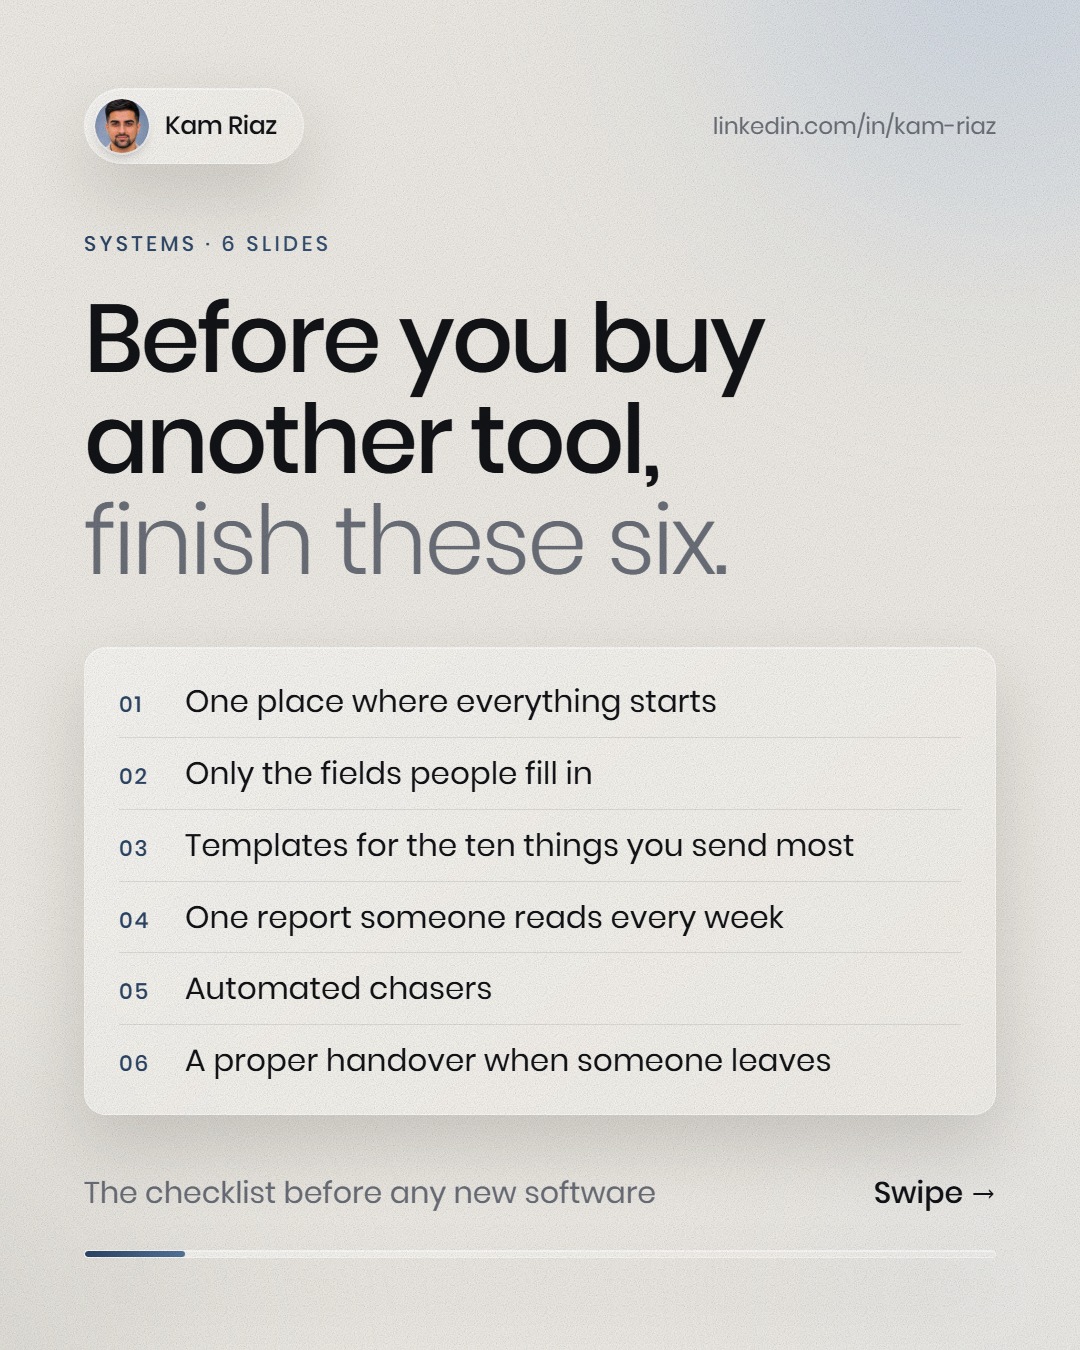 Kam Riaz
linkedin.com/in/kam-riaz
SYSTEMS · 6 SLIDES
Before you buy
another tool,
finish these six.
01 One place where everything starts
02 Only the fields people fill in
03 Templates for the ten things you send most
04 One report someone reads every week
05 Automated chasers
06 A proper handover when someone leaves
The checklist before any new software
Swipe →